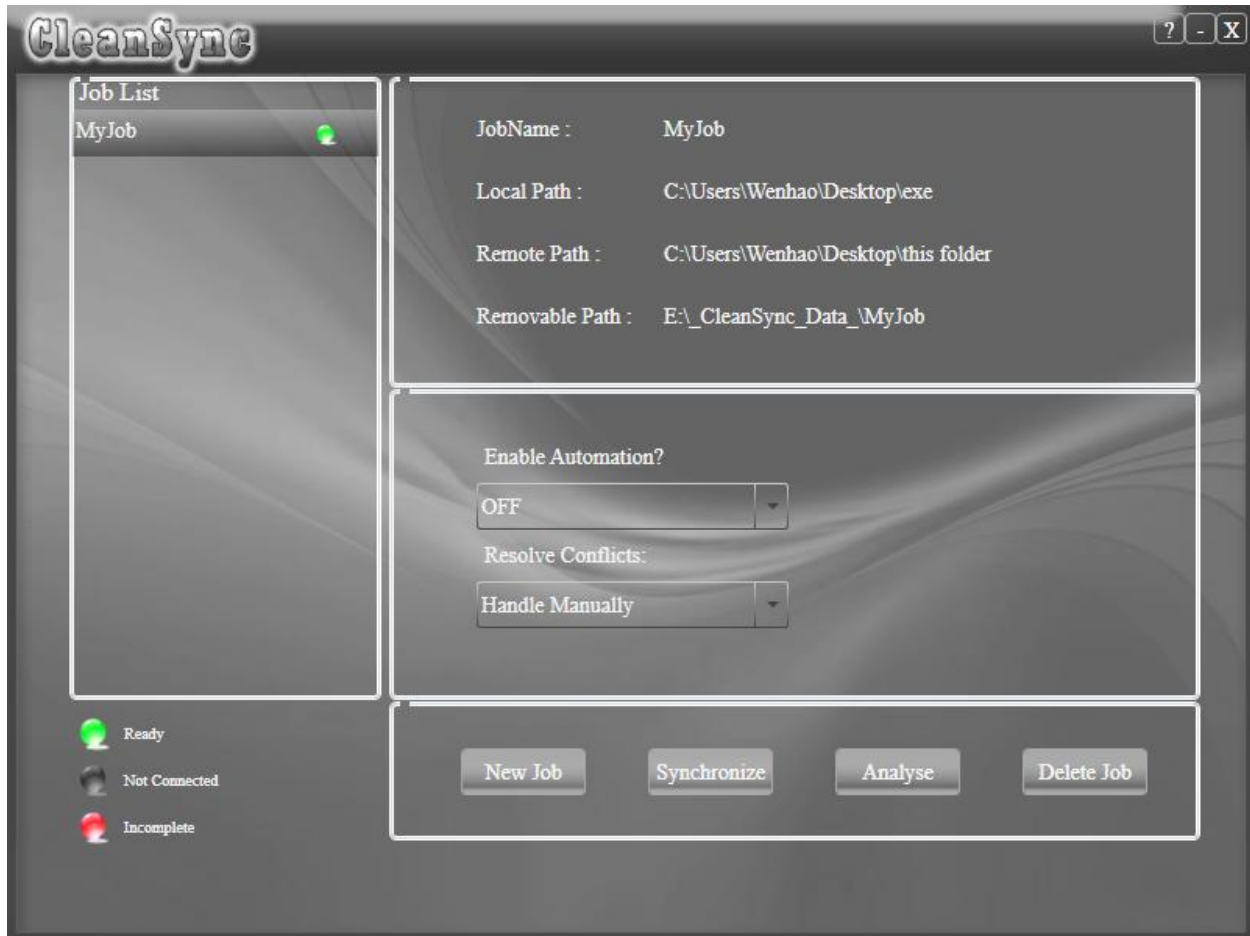 CleanSync
? - X
Job List
MyJob
JobName : MyJob
Local Path : C:\Users\Wenhao\Desktop\exe
Remote Path : C:\Users\Wenhao\Desktop\this folder
Removable Path : E:\_CleanSync_Data_\MyJob
Enable Automation?
OFF
Resolve Conflicts:
Handle Manually
Ready
Not Connected
Incomplete
New Job Synchronize Analyse Delete Job